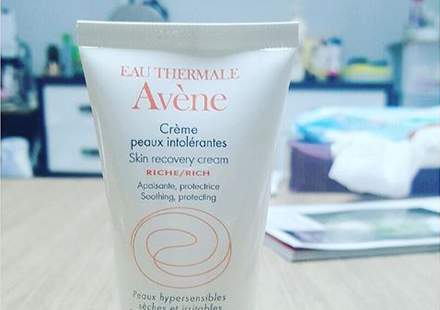 EAU THERMALE
Avène
Crème
peaux intolérantes
Skin recovery cream
RICHE/RICH
Apaisante, protectrice
Soothing, protecting
Peaux hypersensibles
sèches et irritables